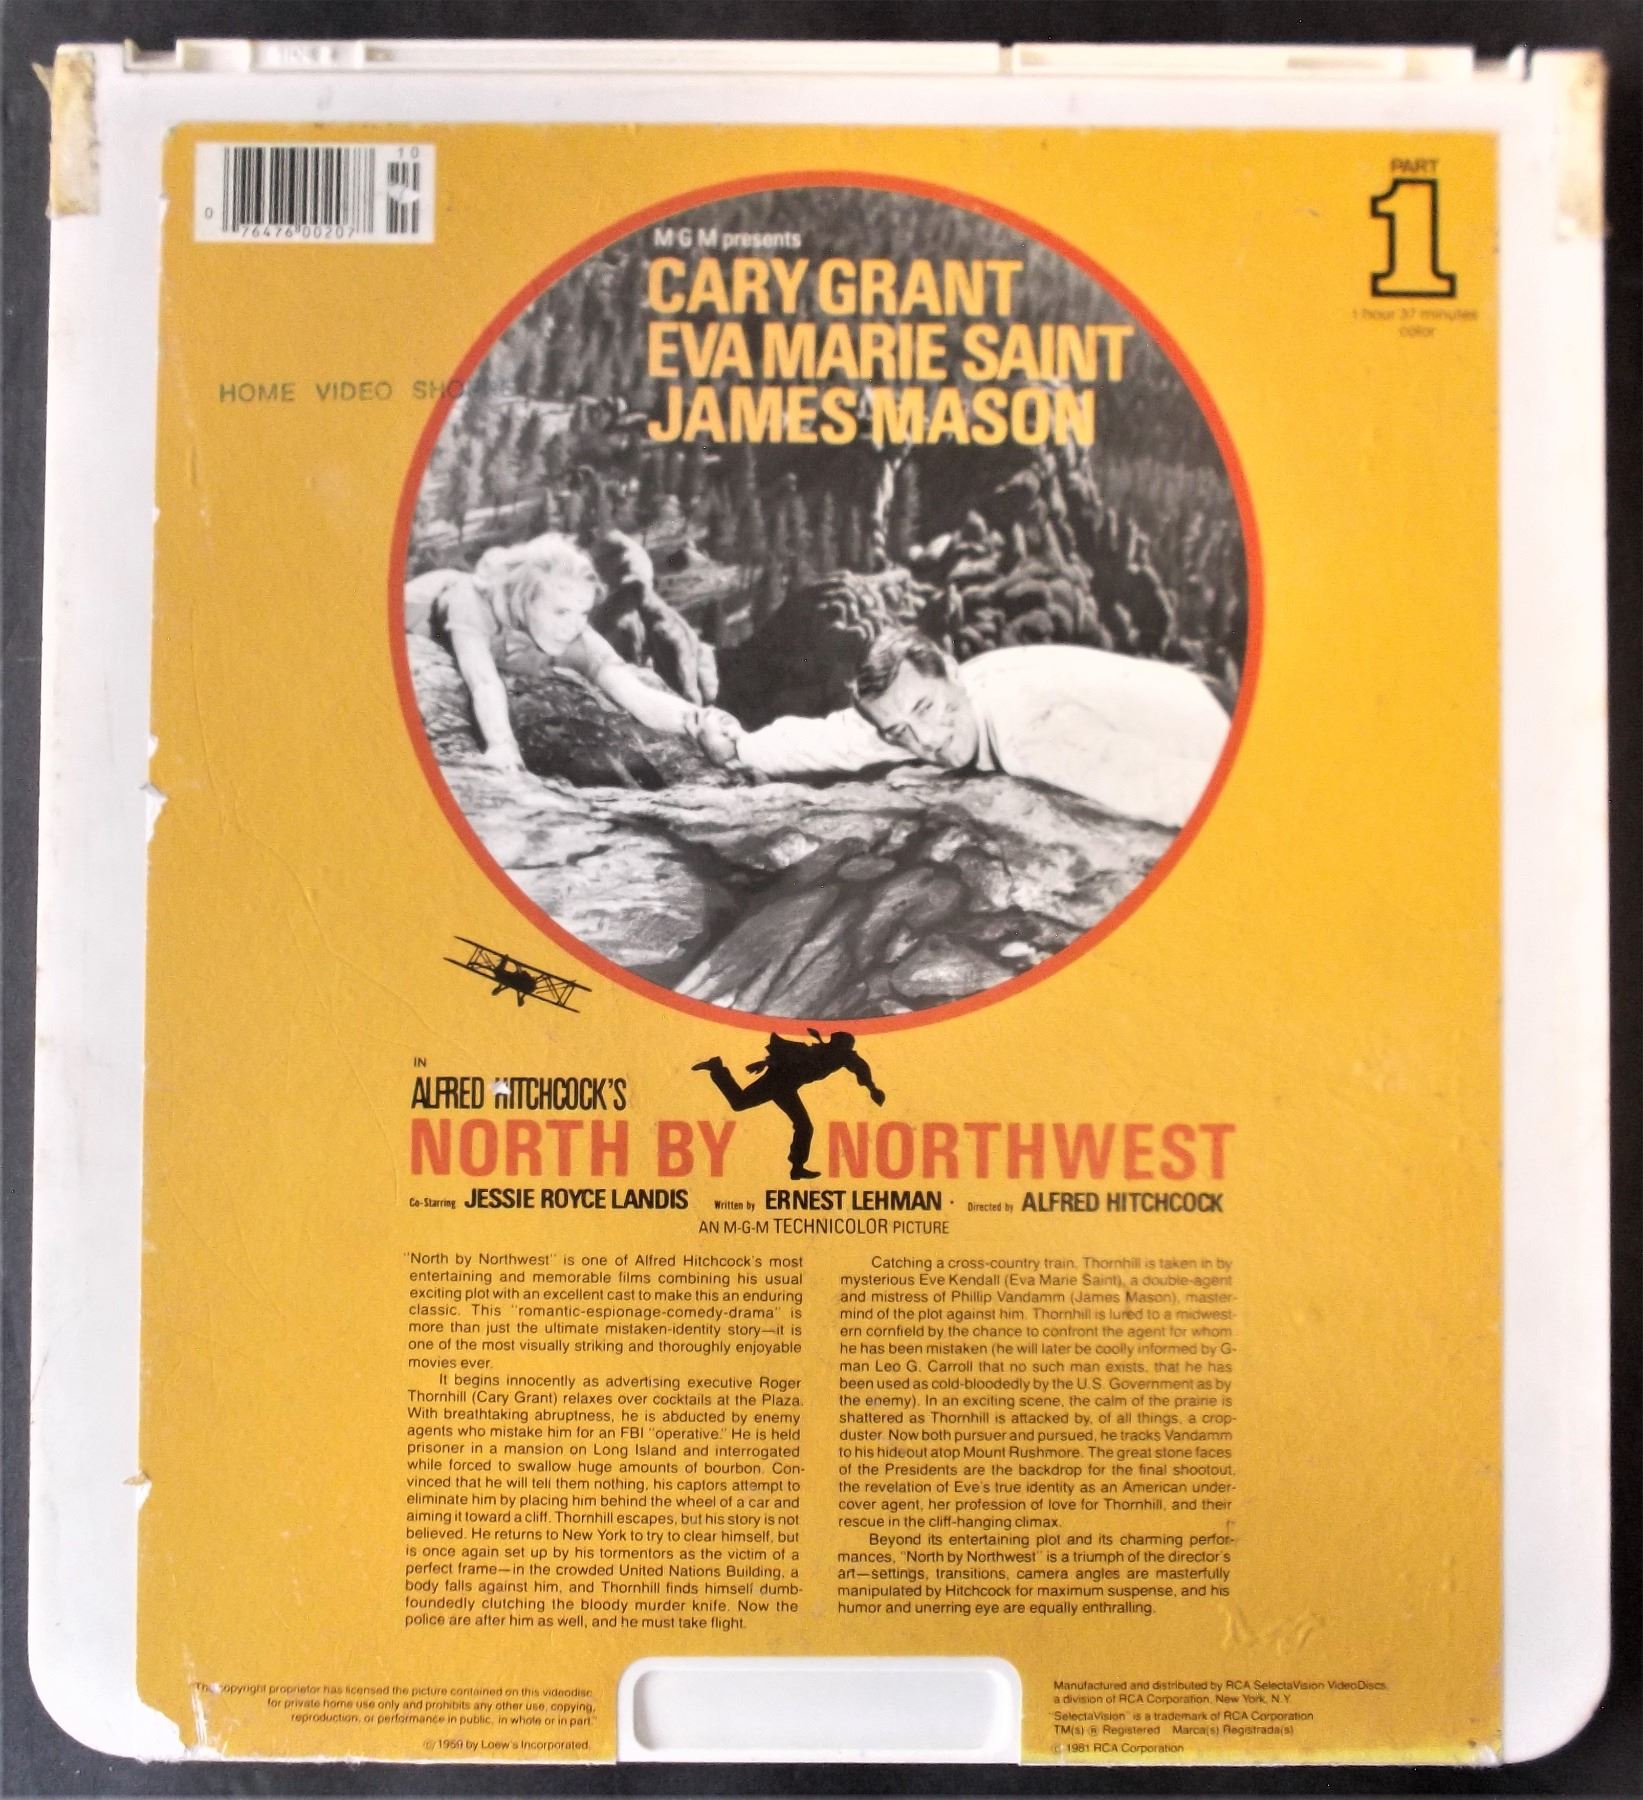 10
0
76476 00207
PART
1
1 hour 37 minutes
color
M G M presents
CARY GRANT
EVA MARIE SAINT
JAMES MASON
HOME VIDEO
IN
ALFRED HITCHCOCK'S
NORTH BY NORTHWEST
Co-Starring JESSIE ROYCE LANDIS Written by ERNEST LEHMAN · Directed by ALFRED HITCHCOCK
AN M-G-M TECHNICOLOR PICTURE
"North by Northwest" is one of Alfred Hitchcock's most
entertaining and memorable films combining his usual
exciting plot with an excellent cast to make this an enduring
classic. This "romantic-espionage-comedy-drama" is
more than just the ultimate mistaken-identity story—it is
one of the most visually striking and thoroughly enjoyable
movies ever.
It begins innocently as advertising executive Roger
Thornhill (Cary Grant) relaxes over cocktails at the Plaza.
With breathtaking abruptness, he is abducted by enemy
agents who mistake him for an FBI "operative." He is held
prisoner in a mansion on Long Island and interrogated
while forced to swallow huge amounts of bourbon. Con-
vinced that he will tell them nothing, his captors attempt to
eliminate him by placing him behind the wheel of a car and
aiming it toward a cliff. Thornhill escapes, but his story is not
believed. He returns to New York to try to clear himself, but
is once again set up by his tormentors as the victim of a
perfect frame—in the crowded United Nations Building, a
body falls against him, and Thornhill finds himself dumb-
foundedly clutching the bloody murder knife. Now the
police are after him as well, and he must take flight.
Catching a cross-country train, Thornhill is taken in by
mysterious Eve Kendall (Eva Marie Saint), a double-agent
and mistress of Phillip Vandamm (James Mason), master-
mind of the plot against him. Thornhill is lured to a midwest-
ern cornfield by the chance to confront the agent for whom
he has been mistaken (he will later be coolly informed by G-
man Leo G. Carroll that no such man exists, that he has
been used as cold-bloodedly by the U.S. Government as by
the enemy). In an exciting scene, the calm of the prairie is
shattered as Thornhill is attacked by, of all things, a crop-
duster. Now both pursuer and pursued, he tracks Vandamm
to his hideout atop Mount Rushmore. The great stone faces
of the Presidents are the backdrop for the final shootout,
the revelation of Eve's true identity as an American under-
cover agent, her profession of love for Thornhill, and their
rescue in the cliff-hanging climax.
Beyond its entertaining plot and its charming perfor-
mances, "North by Northwest" is a triumph of the director's
art—settings, transitions, camera angles are masterfully
manipulated by Hitchcock for maximum suspense, and his
humor and unerring eye are equally enthralling.
copyright proprietor has licensed the picture contained on this videodisc
for private home use only and prohibits any other use, copying,
reproduction, or performance in public, in whole or in part."
© 1959 by Loew's Incorporated.
Manufactured and distributed by RCA SelectaVision VideoDiscs,
a division of RCA Corporation, New York, N.Y.
"SelectaVision" is a trademark of RCA Corporation
TM(s) ® Registered Marca(s) Registrada(s)
© 1981 RCA Corporation